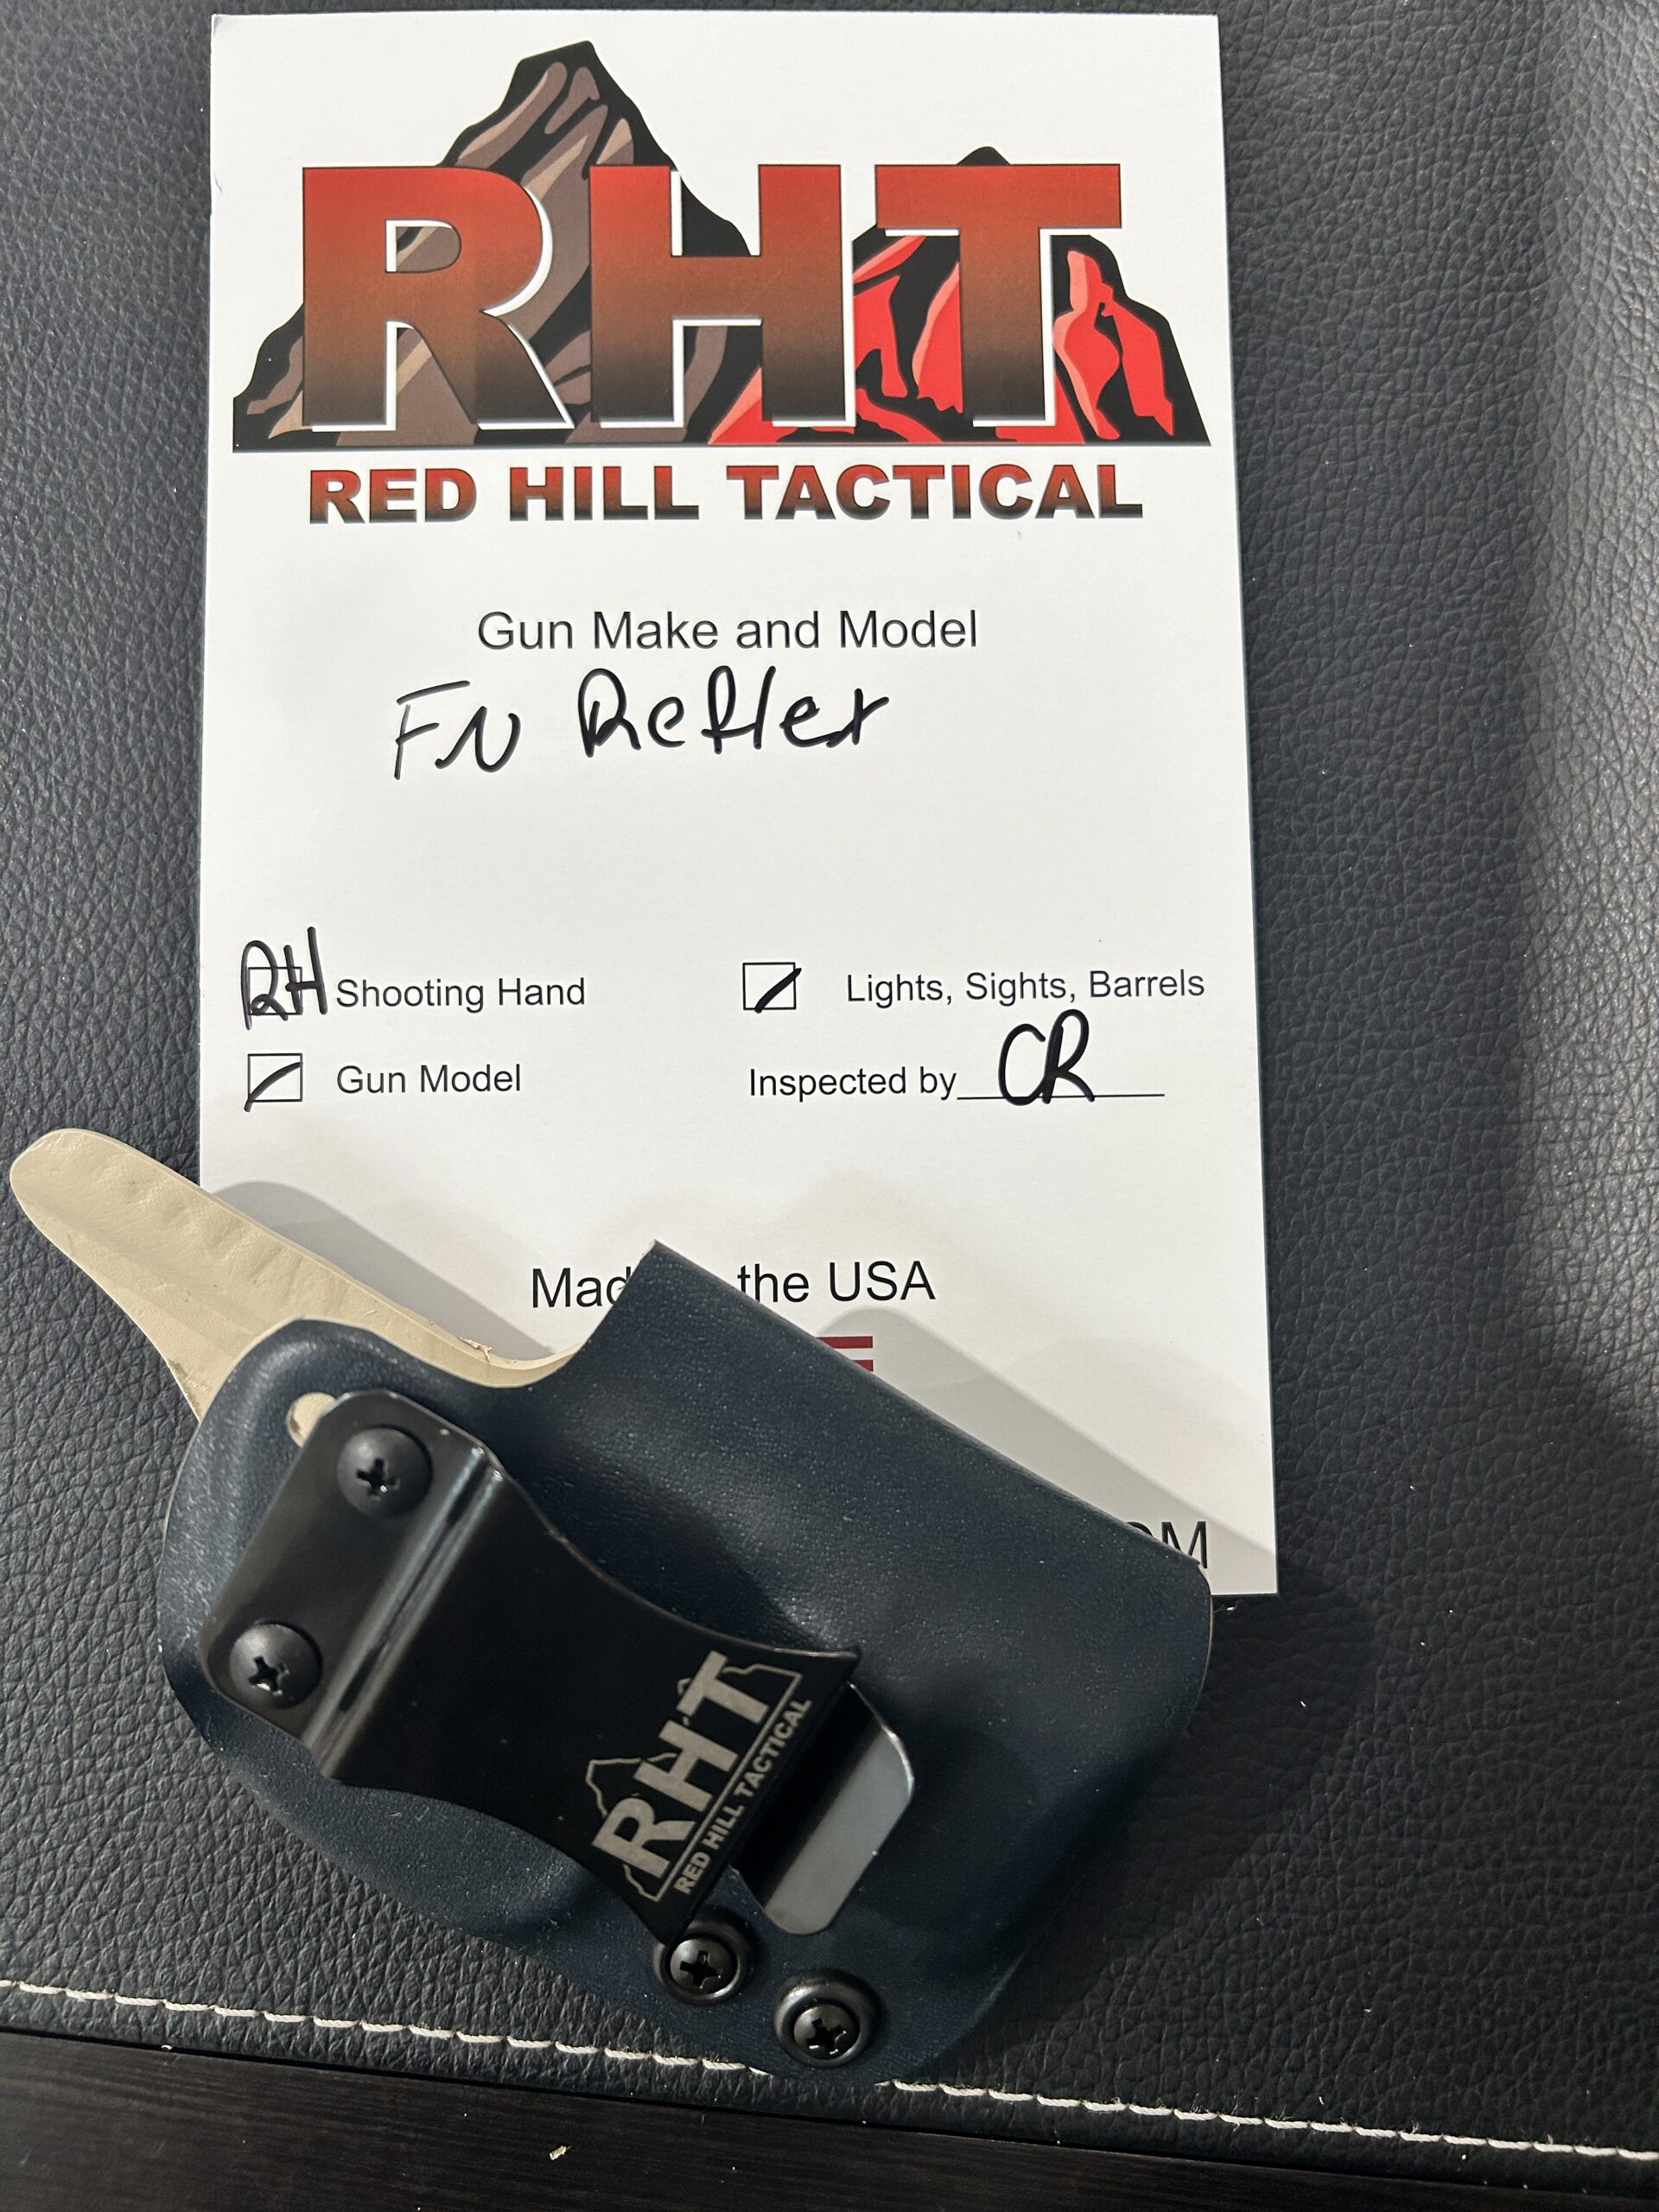 RHT
RED HILL TACTICAL
Gun Make and Model
FN Reflex
RH Shooting Hand
Lights, Sights, Barrels
Gun Model
Inspected by CR
Mad the USA
OM
RHT
RED HILL TACTICAL